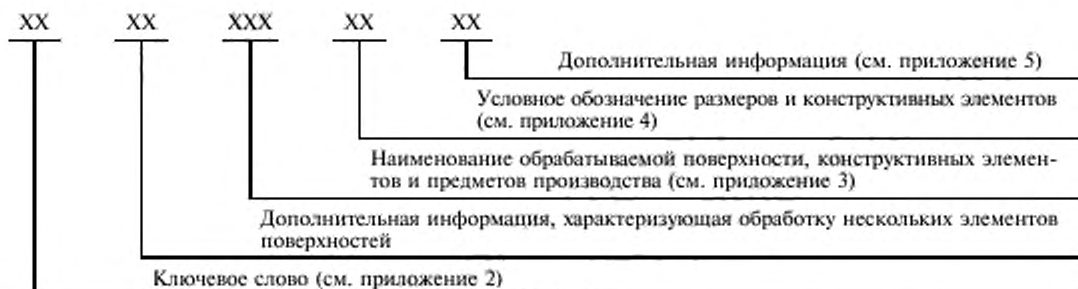 XX XX XXX XX XX
Дополнительная информация (см. приложение 5)
Условное обозначение размеров и конструктивных элементов
(см. приложение 4)
Наименование обрабатываемой поверхности, конструктивных элемен-
тов и предметов производства (см. приложение 3)
Дополнительная информация, характеризующая обработку нескольких элементов
поверхностей
Ключевое слово (см. приложение 2)